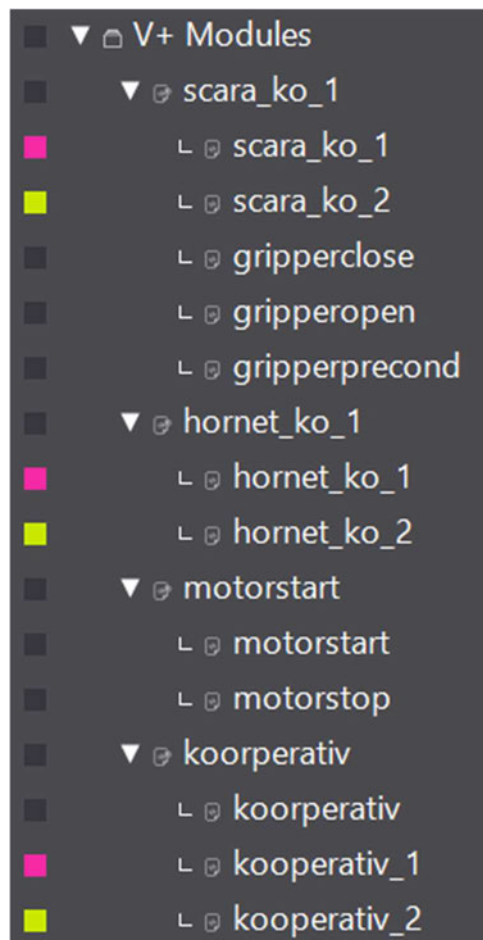 V+ Modules
scara_ko_1
scara_ko_1
scara_ko_2
gripperclose
gripperopen
gripperprecond
hornet_ko_1
hornet_ko_1
hornet_ko_2
motorstart
motorstart
motorstop
koorperativ
koorperativ
kooperativ_1
kooperativ_2